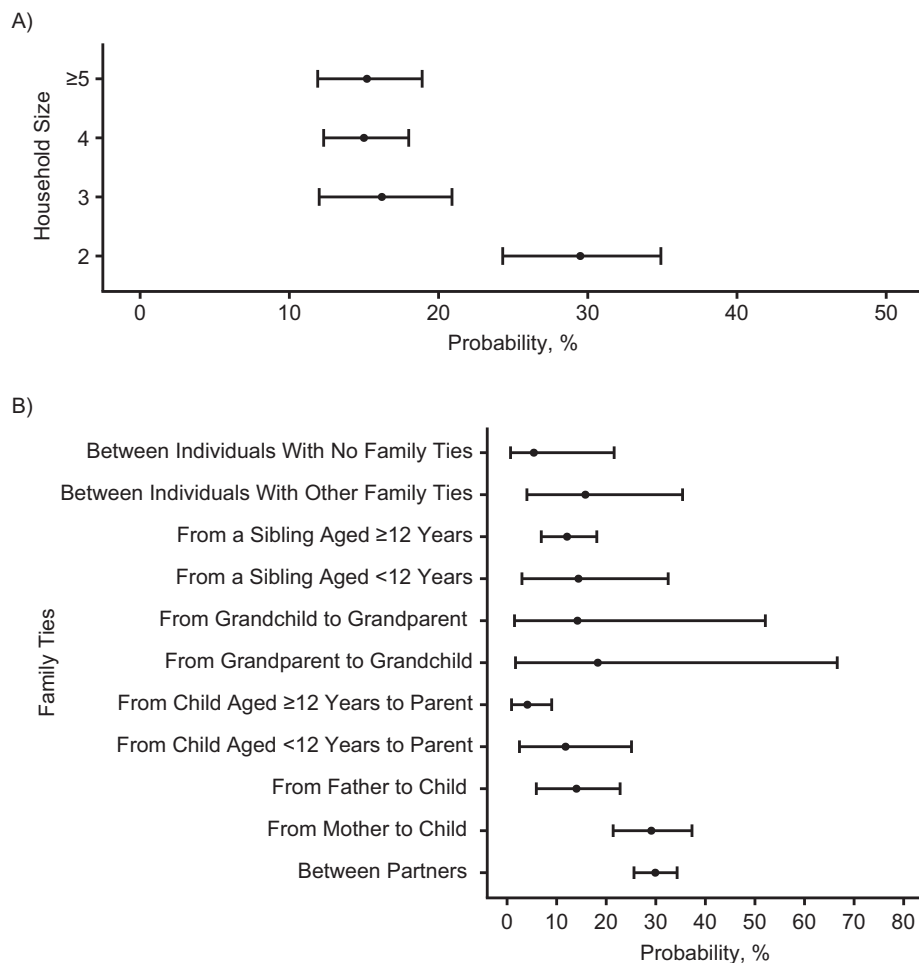 A)
Household Size
≥5
4
3
2
0 10 20 30 40 50
Probability, %
B)
Family Ties
Between Individuals With No Family Ties
Between Individuals With Other Family Ties
From a Sibling Aged ≥12 Years
From a Sibling Aged <12 Years
From Grandchild to Grandparent
From Grandparent to Grandchild
From Child Aged ≥12 Years to Parent
From Child Aged <12 Years to Parent
From Father to Child
From Mother to Child
Between Partners
0 10 20 30 40 50 60 70 80
Probability, %